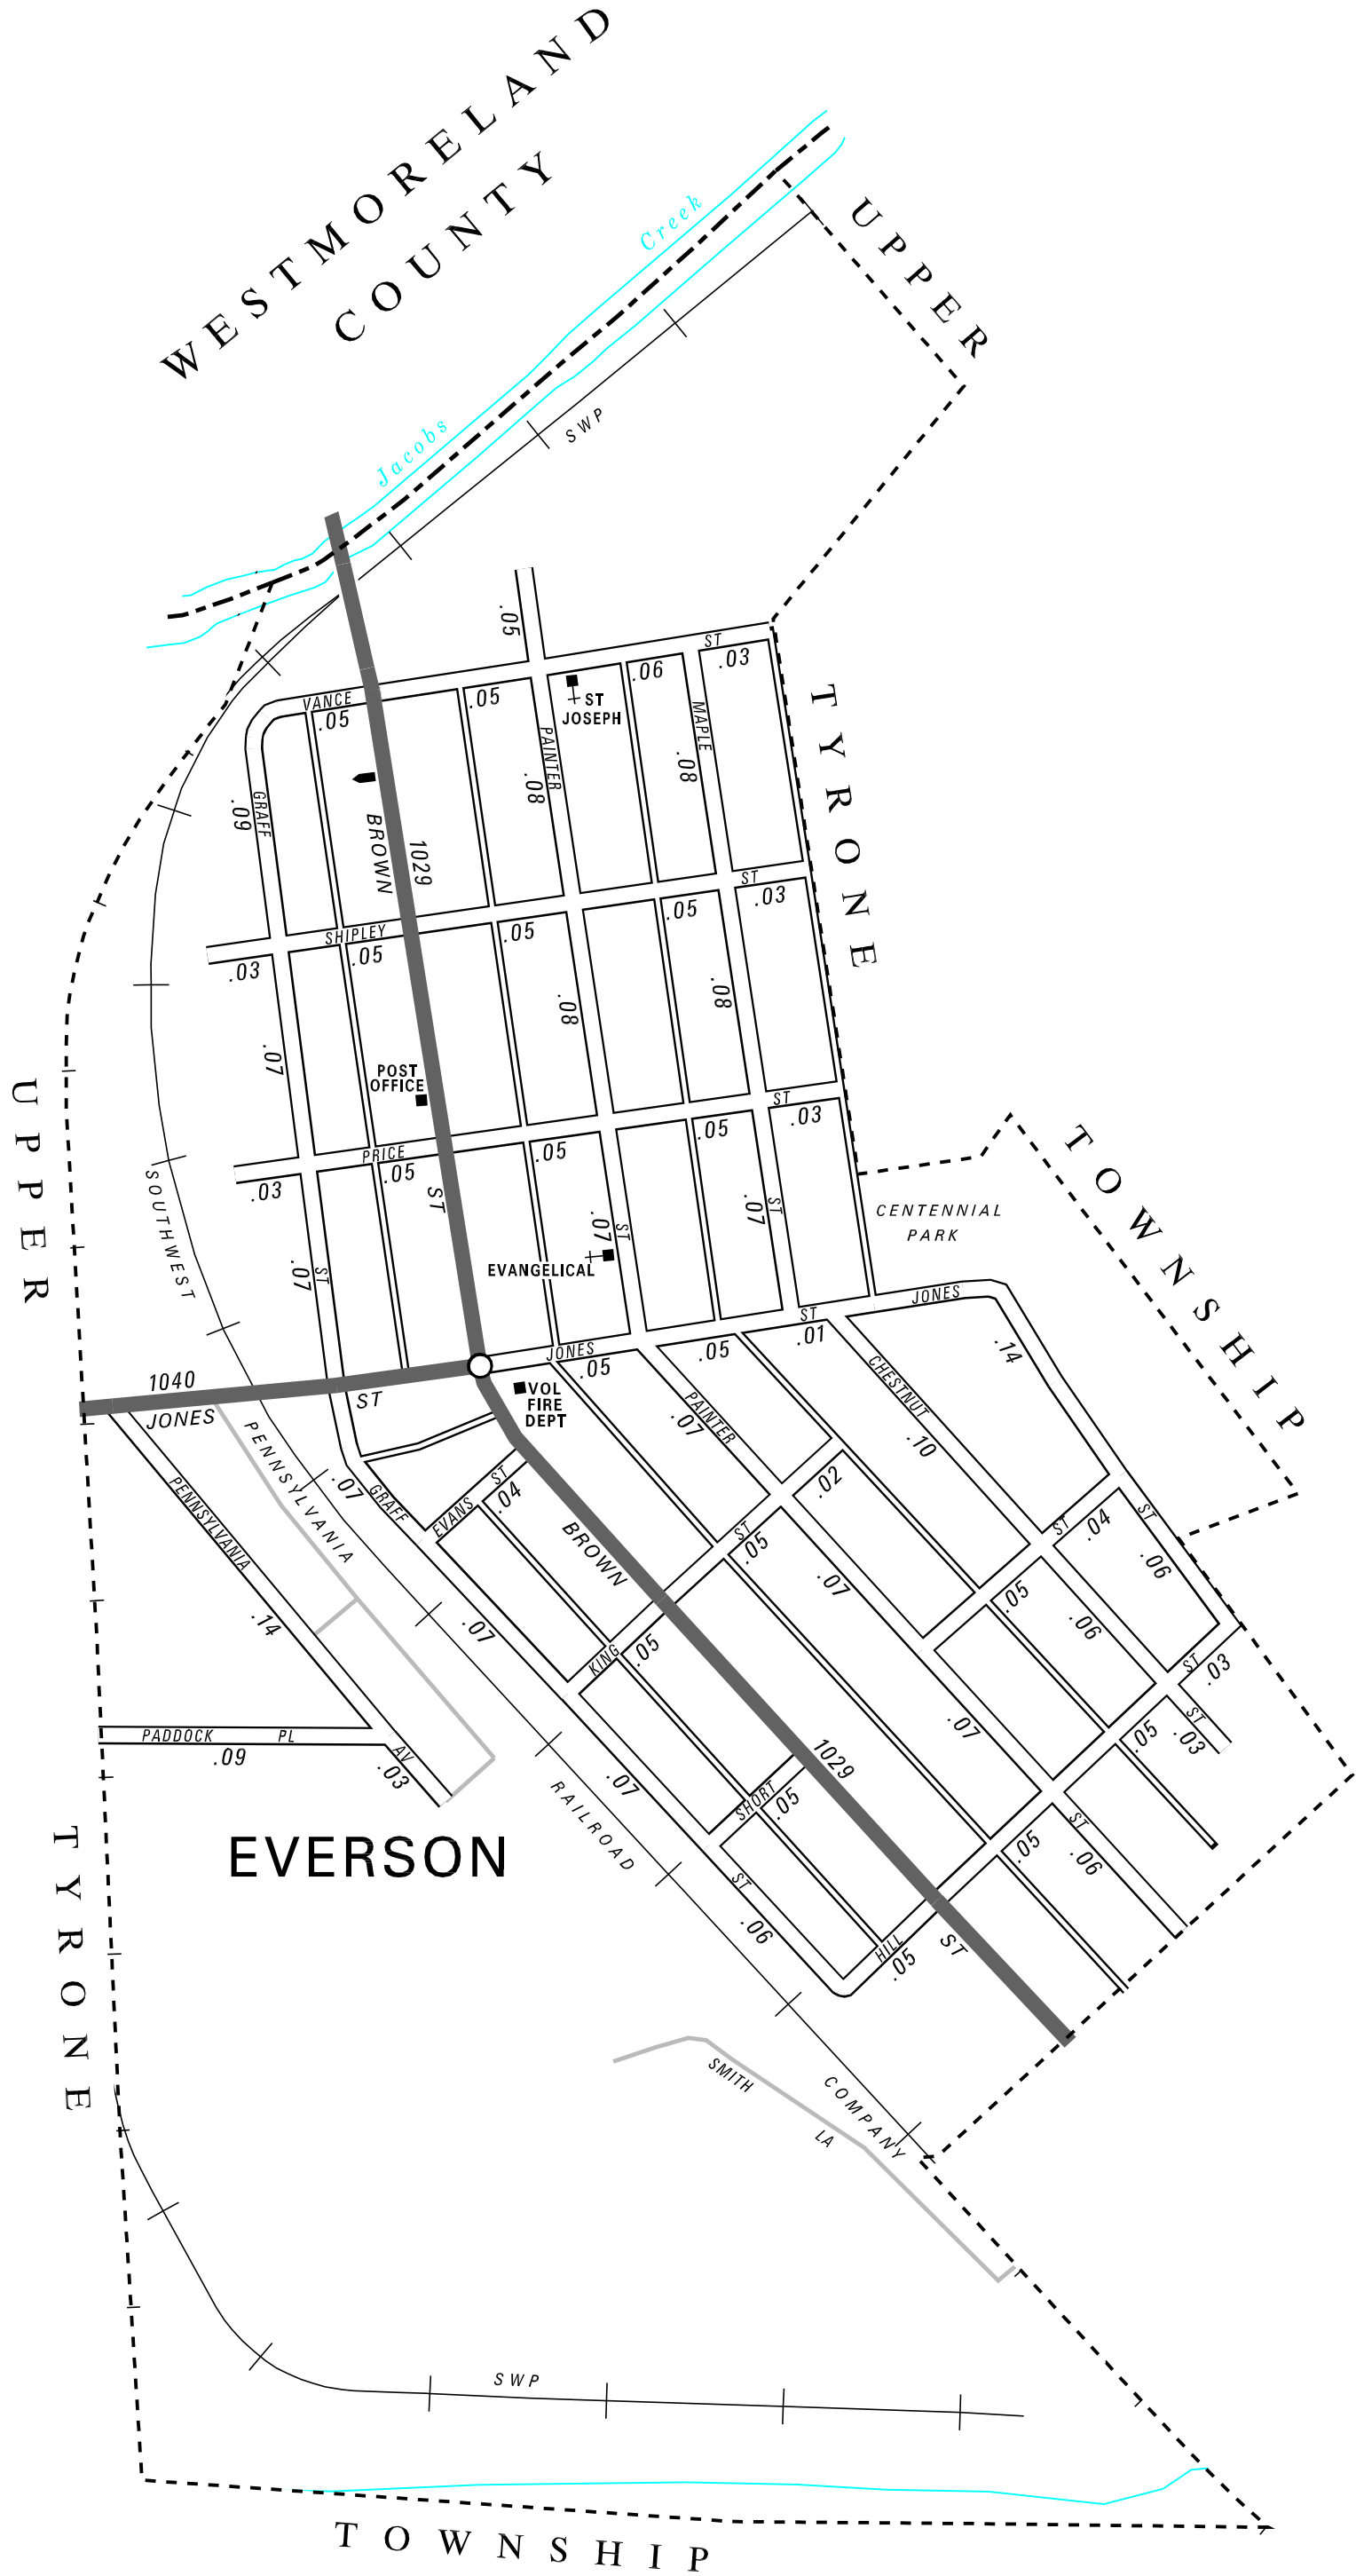 WESTMORELAND
COUNTY
Creek
Jacobs
UPPER
SWP
.05
ST
.03
.06
VANCE
.05
.05
ST
JOSEPH
MAPLE
PAINTER
.08
.08
TYRONE
GRAFF
.09
BROWN
1029
ST
.03
.05
SHIPLEY
.05
.05
.03
.08
.08
.07
POST
OFFICE
UPPER
ST
.03
.05
PRICE
.05
.05
.03
TOWNSHIP
SOUTHWEST
ST
ST
.07
.07
ST
CENTENNIAL
PARK
EVANGELICAL
.07
ST
JONES
ST
.01
JONES
.05
.05
.14
1040
JONES
ST
VOL
FIRE
DEPT
CHESTNUT
PAINTER
.07
.10
PENNSYLVANIA
PENNSYLVANIA
.07
GRAFF
EVANS
ST
.04
.02
ST
.05
ST
.04
ST
.06
BROWN
.14
.07
KING
.05
.07
.05
.06
ST
.03
PADDOCK PL
.09
AV
.03
ST
.03
.05
.07
1029
SHORT
.05
.07
RAILROAD
EVERSON
TYRONE
ST
.06
.05
ST
.06
HILL
.05
ST
SMITH
LA
COMPANY
SWP
TOWNSHIP